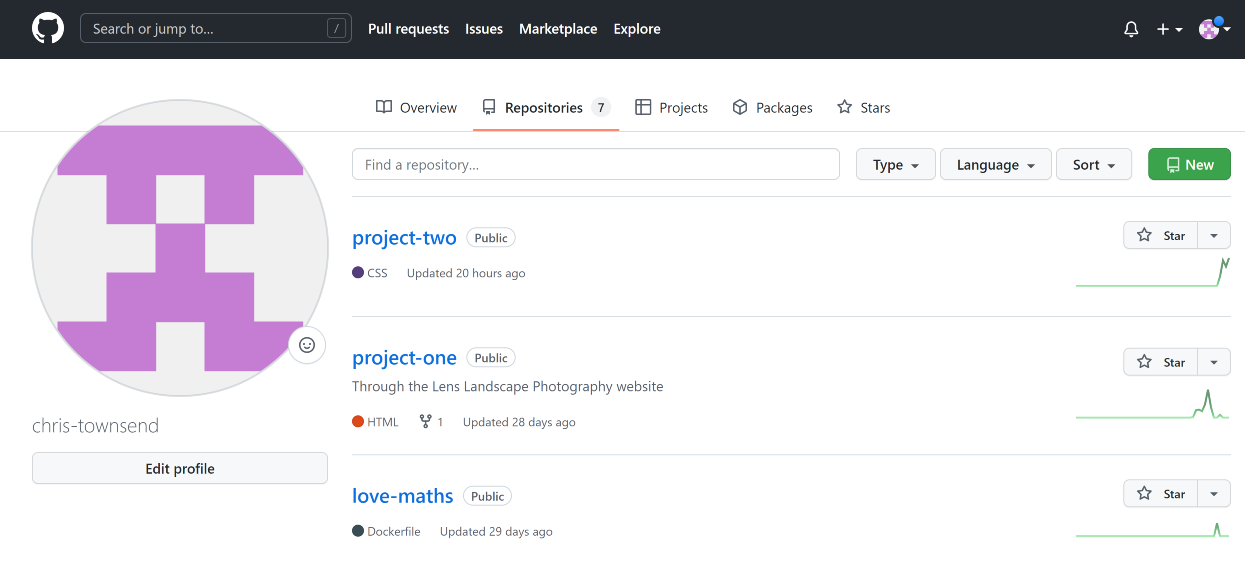 Search or jump to... /
Pull requests Issues Marketplace Explore
Overview Repositories 7 Projects Packages Stars
Find a repository...
Type Language Sort New
project-two Public
Star
CSS Updated 20 hours ago
project-one Public
Star
Through the Lens Landscape Photography website
HTML 1 Updated 28 days ago
chris-townsend
Edit profile
love-maths Public
Star
Dockerfile Updated 29 days ago